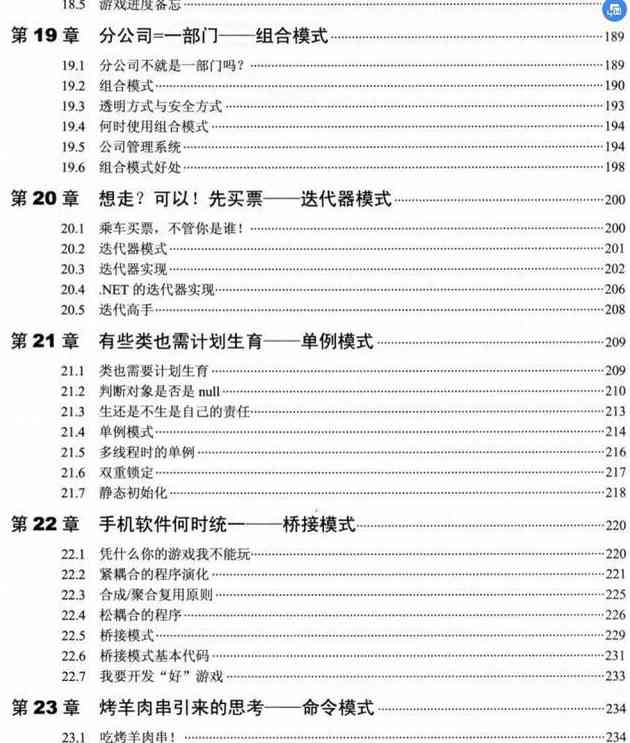 18.5 游戏进度备忘
第 19 章 分公司=一部门——组合模式 189
19.1 分公司不就是一部门吗？ 189
19.2 组合模式 190
19.3 透明方式与安全方式 193
19.4 何时使用组合模式 194
19.5 公司管理系统 194
19.6 组合模式好处 198
第 20 章 想走？可以！先买票——迭代器模式 200
20.1 乘车买票，不管你是谁！ 200
20.2 迭代器模式 201
20.3 迭代器实现 202
20.4 .NET 的迭代器实现 206
20.5 迭代高手 208
第 21 章 有些类也需计划生育——单例模式 209
21.1 类也需要计划生育 209
21.2 判断对象是否是 null 210
21.3 生还是不生是自己的责任 213
21.4 单例模式 214
21.5 多线程时的单例 216
21.6 双重锁定 217
21.7 静态初始化 218
第 22 章 手机软件何时统一——桥接模式 220
22.1 凭什么你的游戏我不能玩 220
22.2 紧耦合的程序演化 221
22.3 合成/聚合复用原则 225
22.4 松耦合的程序 226
22.5 桥接模式 229
22.6 桥接模式基本代码 231
22.7 我要开发“好”游戏 233
第 23 章 烤羊肉串引来的思考——命令模式 234
23.1 吃烤羊肉串！ 234